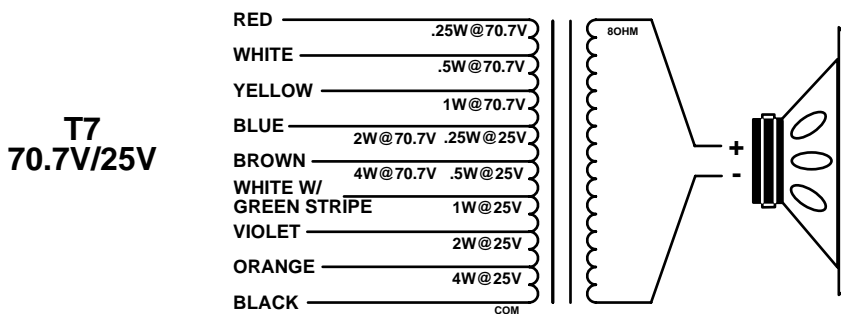 RED
.25W@70.7V
8OHM
WHITE
.5W@70.7V
YELLOW
1W@70.7V
T7
70.7V/25V
BLUE
2W@70.7V .25W@25V
BROWN
4W@70.7V .5W@25V
WHITE W/
GREEN STRIPE
1W@25V
VIOLET
2W@25V
ORANGE
4W@25V
BLACK
COM
+
-